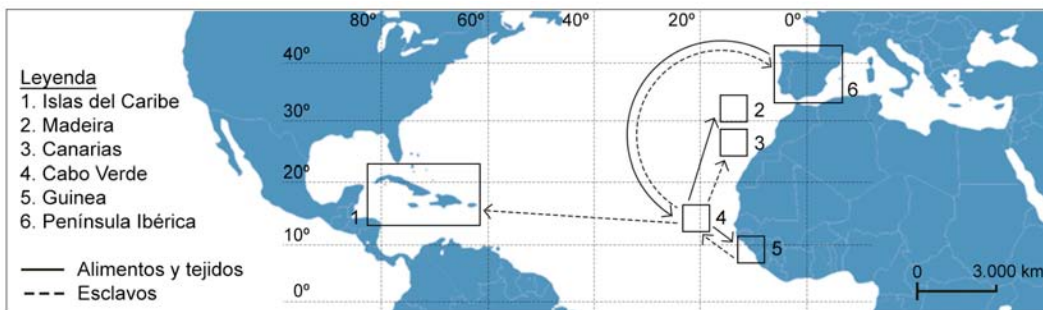 80º 60º 40º 20º 0º
Leyenda
1. Islas del Caribe
2. Madeira
3. Canarias
4. Cabo Verde
5. Guinea
6. Península Ibérica
Alimentos y tejidos
Esclavos
40º
30º
20º
10º
0º
1
2
3
4
5
6
0 3.000 km